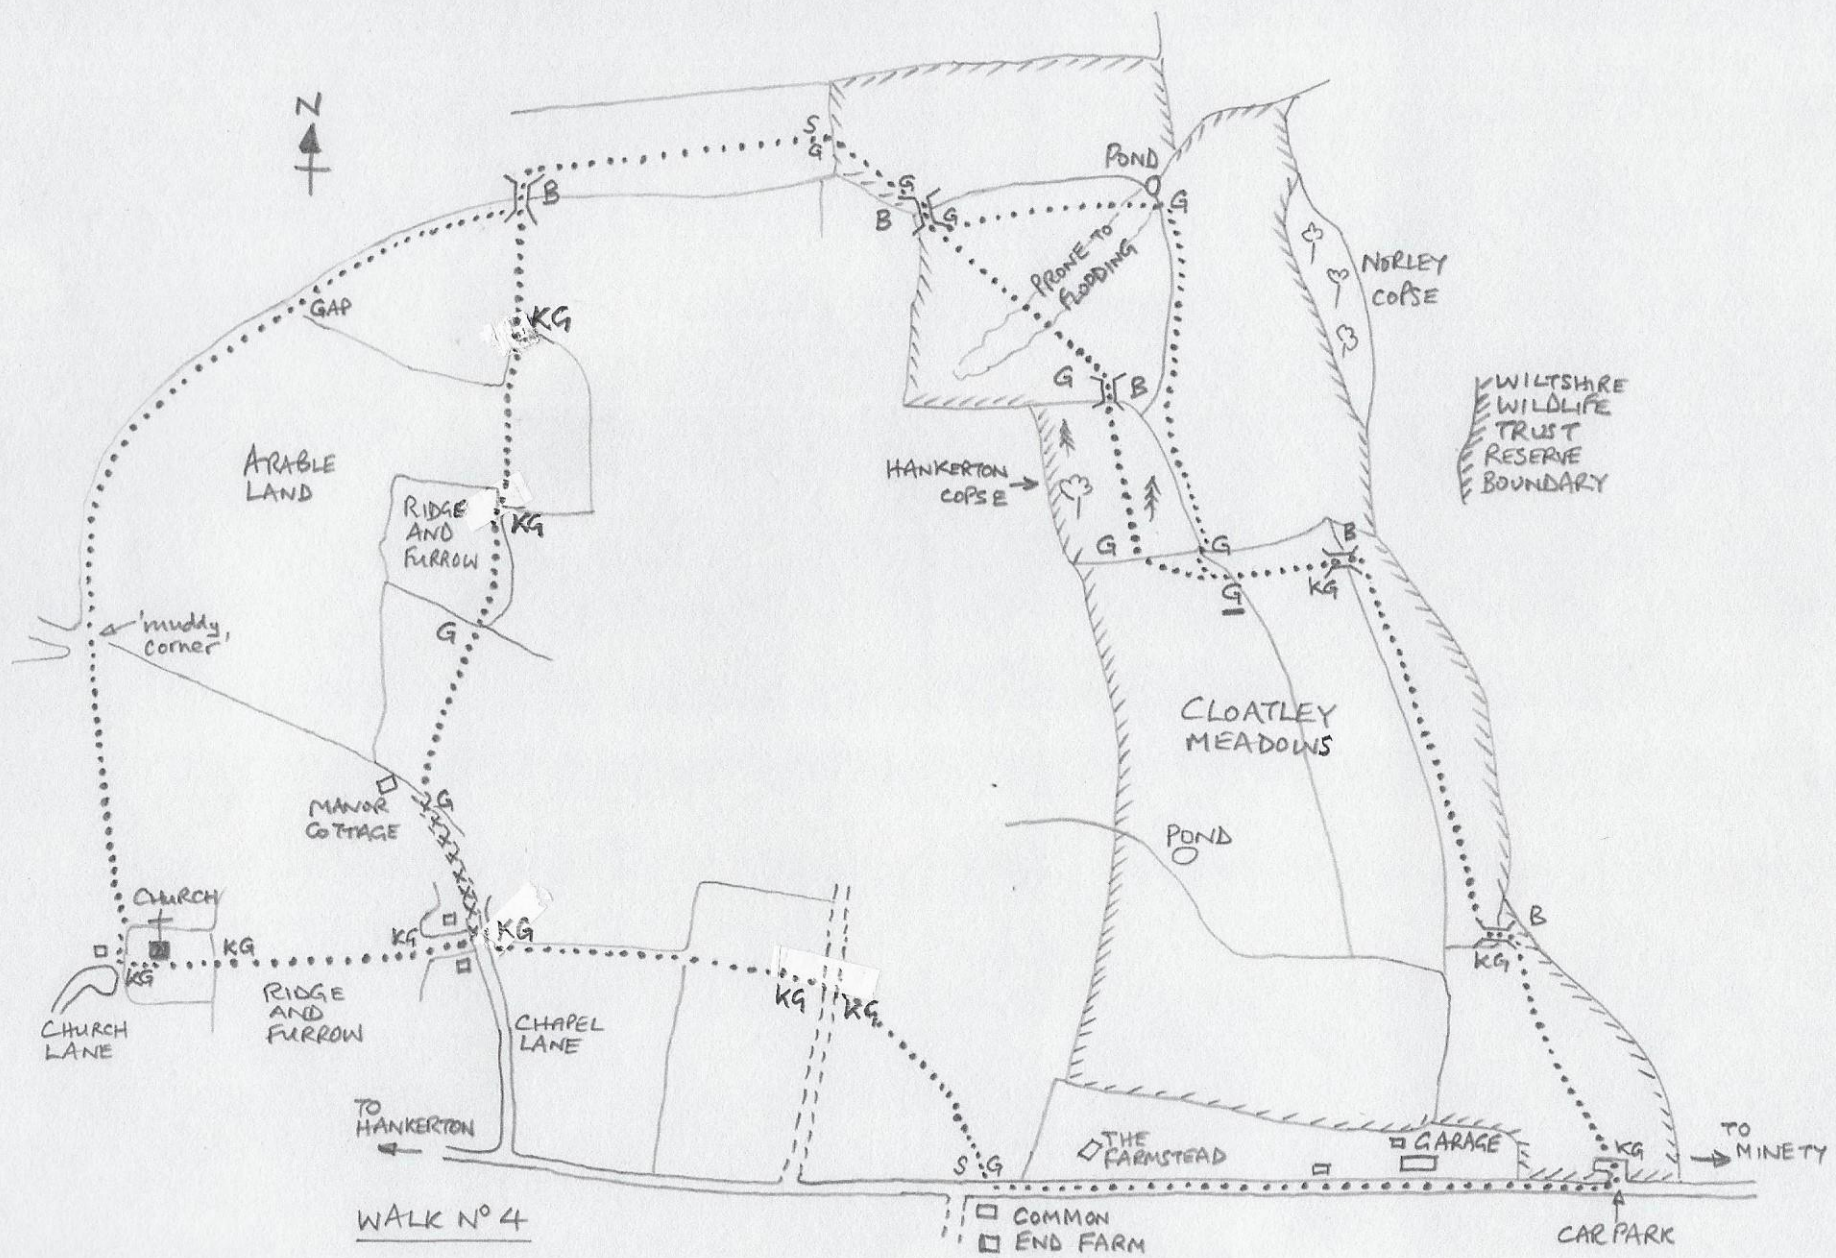 N
S
G
POND
G
B
G
G
B
PRONE TO
FLOODING
NORLEY
COPSE
GAP
KG
G
B
WILTSHIRE
WILDLIFE
TRUST
RESERVE
BOUNDARY
ARABLE
LAND
HANKERTON
COPSE
RIDGE
AND
FURROW
KG
G
G
B
G
KG
'muddy
corner'
G
CLOATLEY
MEADOWS
MANOR
COTTAGE
G
POND
CHURCH
KG
KG
KG
KG
B
KG
KG
KG
RIDGE
AND
FURROW
CHURCH
LANE
CHAPEL
LANE
TO
HANKERTON
S G
THE
FARMSTEAD
GARAGE
KG
TO
MINETY
WALK No 4
COMMON
END FARM
CAR PARK